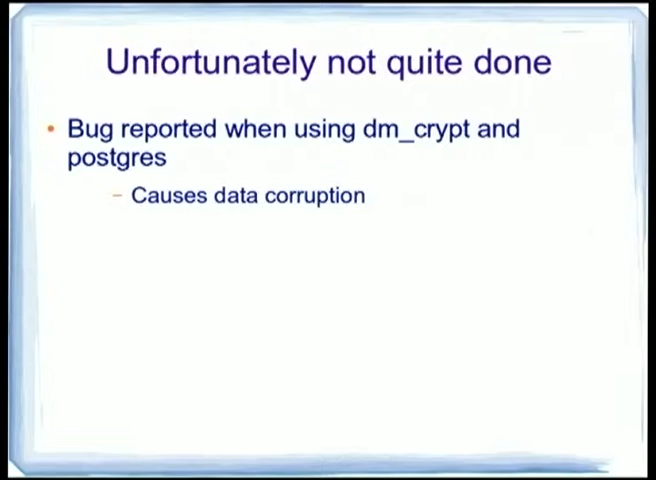 Unfortunately not quite done
• Bug reported when using dm_crypt and
postgres
– Causes data corruption